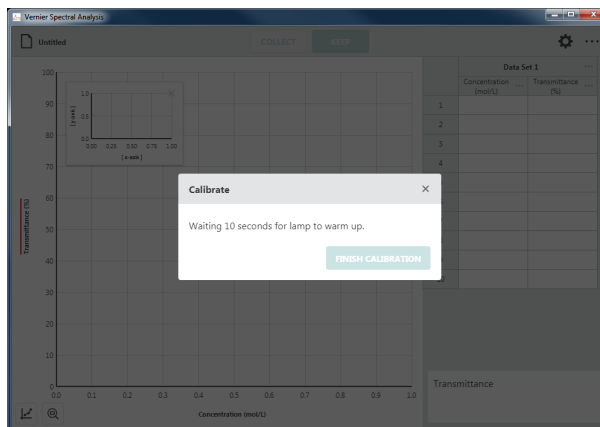 Vernier Spectral Analysis
Untitled
COLLECT
KEEP
Data Set 1
Concentration (mol/L)
Transmittance (%)
1
2
3
4
100
90
80
70
60
50
40
30
20
10
0
Transmittance (%)
0.0 0.1 0.2 0.3 0.4 0.5 0.6 0.7 0.8 0.9 1.0
Concentration (mol/L)
1.0
0.5
0.0
[ y-axis ]
0.00 0.25 0.50 0.75 1.00
[ x-axis ]
Calibrate
Waiting 10 seconds for lamp to warm up.
FINISH CALIBRATION
Transmittance